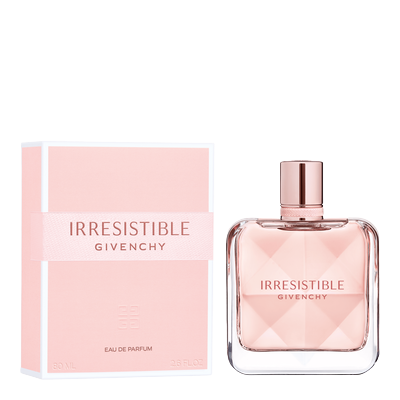 IRRESISTIBLE
GIVENCHY
EAU DE PARFUM
IRRESISTIBLE
GIVENCHY